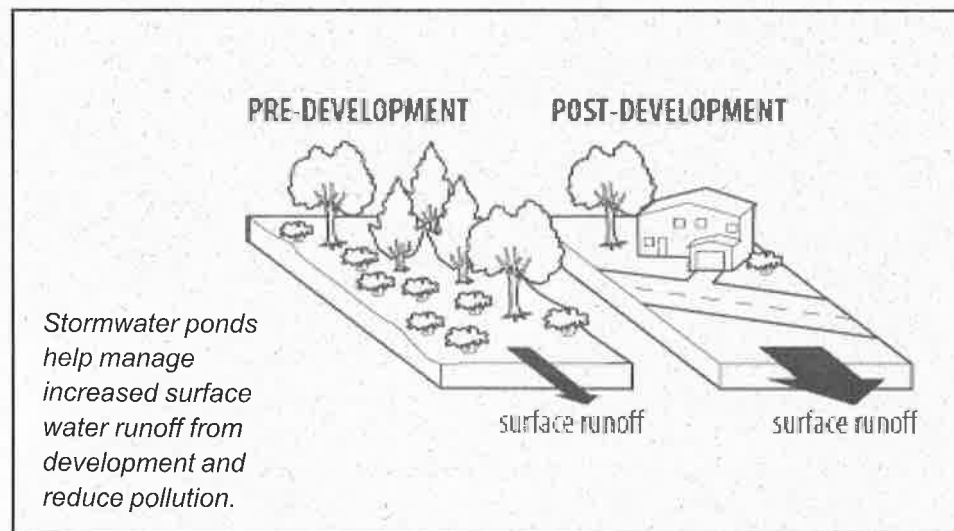 PRE-DEVELOPMENT
POST-DEVELOPMENT
Stormwater ponds
help manage
increased surface
water runoff from
development and
reduce pollution.
surface runoff
surface runoff